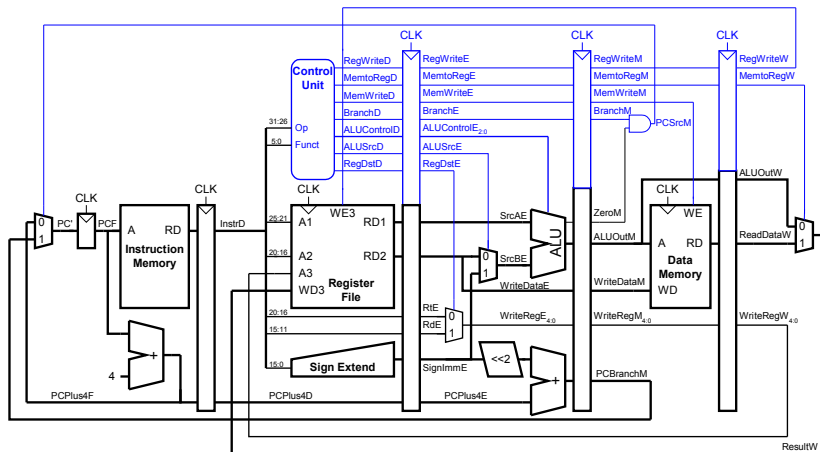 CLK CLK CLK
RegWriteD RegWriteE RegWriteM RegWriteW
Control Unit
MemtoRegD MemtoRegE MemtoRegM MemtoRegW
MemWriteD MemWriteE MemWriteM
BranchD BranchE BranchM
PCSrcM
31:26 Op
ALUControlD ALUControlE2:0
5:0 Funct
ALUSrcD ALUSrcE
RegDstD RegDstE
CLK CLK CLK CLK
ALUOutW
0 1 PC' PCF
A RD
Instruction Memory
InstrD
25:21 A1 WE3 RD1
SrcAE
ZeroM
WE
20:16 A2 RD2
0 1 SrcBE
ALU
ALUOutM
A RD
ReadDataW
0 1
A3
Register File
WD3
WriteDataE WriteDataM
Data Memory
WD
20:16 RtE 0
15:11 RdE 1
WriteRegE4:0 WriteRegM4:0 WriteRegW4:0
+
4
15:0 Sign Extend SignImmE
<<2
+
PCBranchM
PCPlus4F PCPlus4D PCPlus4E
ResultW